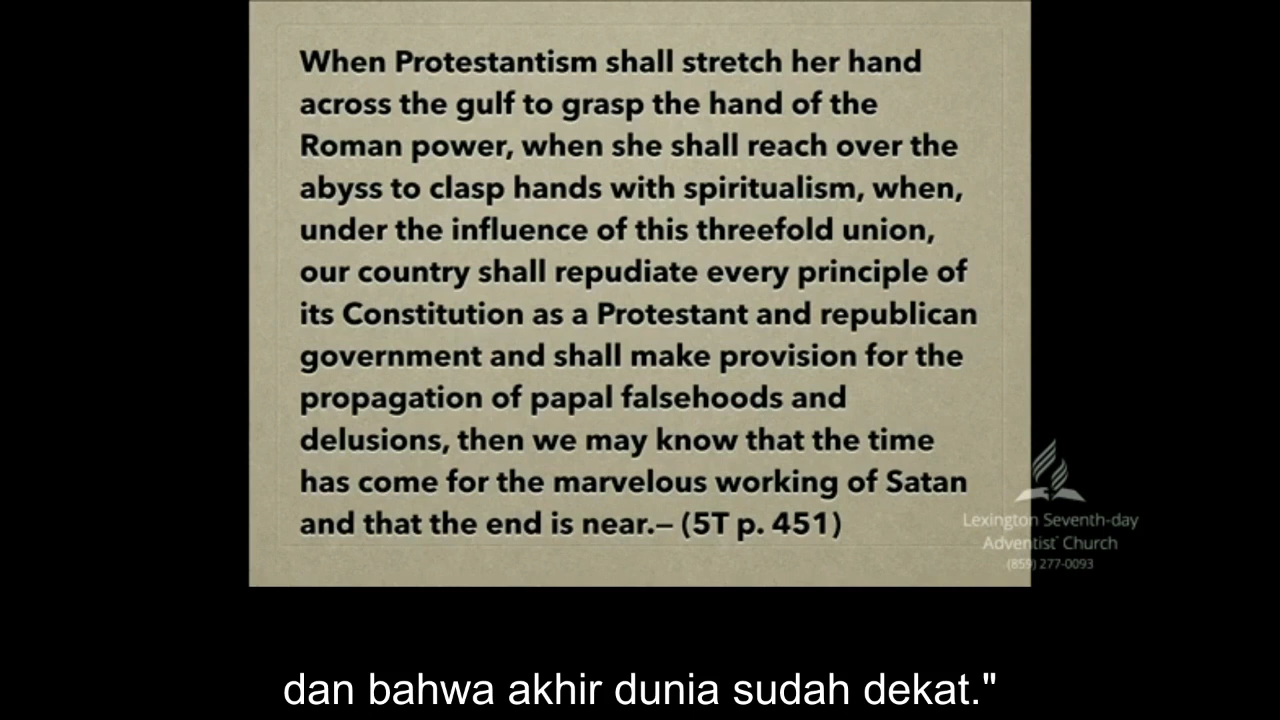 When Protestantism shall stretch her hand
across the gulf to grasp the hand of the
Roman power, when she shall reach over the
abyss to clasp hands with spiritualism, when,
under the influence of this threefold union,
our country shall repudiate every principle of
its Constitution as a Protestant and republican
government and shall make provision for the
propagation of papal falsehoods and
delusions, then we may know that the time
has come for the marvelous working of Satan
and that the end is near.— (5T p. 451)
Lexington Seventh-day
Adventist® Church
(859) 277-0093
dan bahwa akhir dunia sudah dekat."